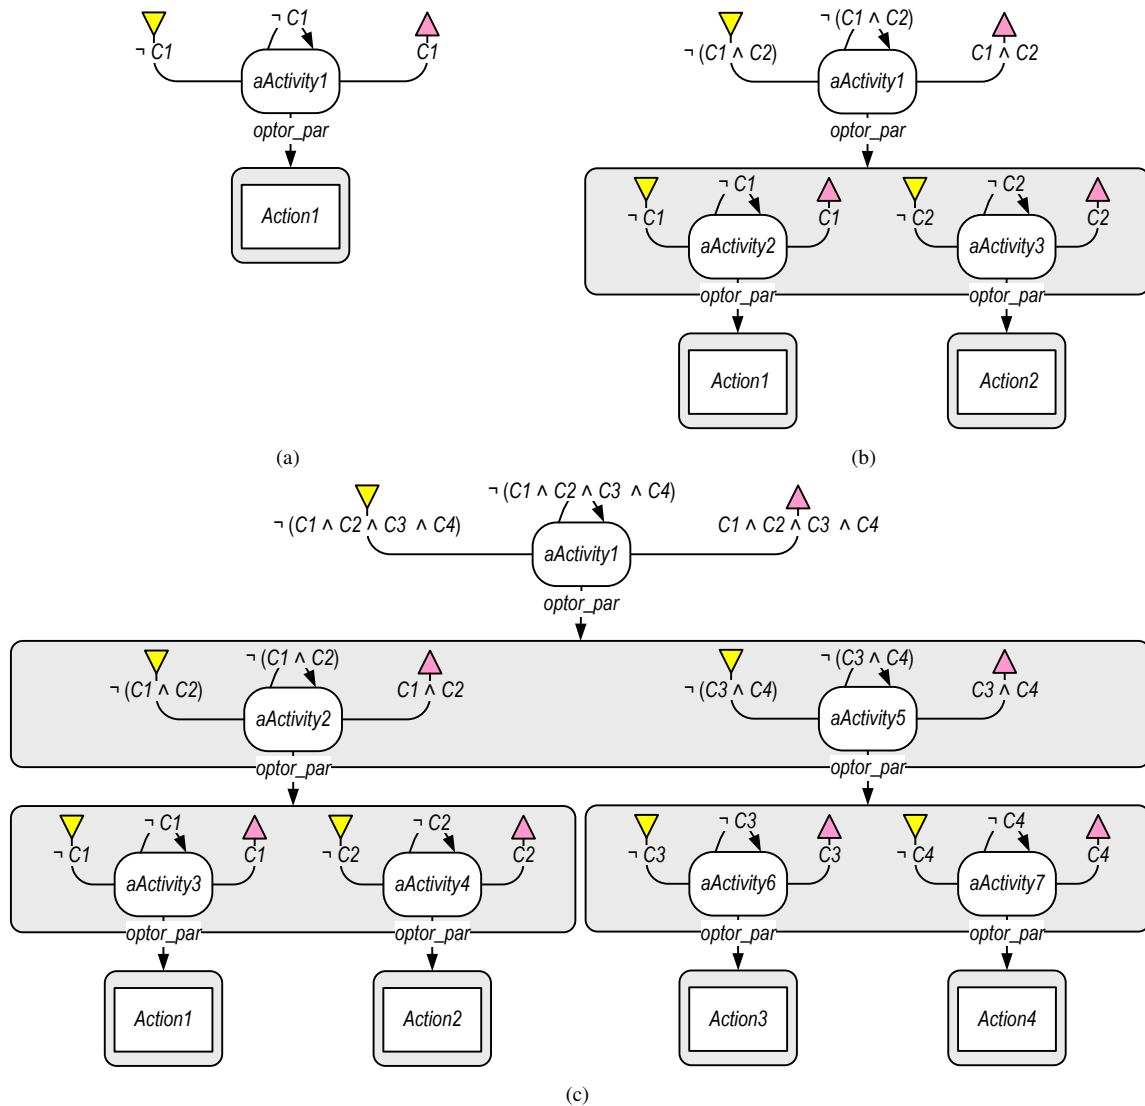 ¬ C1
¬ C1
C1
aActivity1
optor_par
Action1
(a)
¬ (C1 ∧ C2)
¬ (C1 ∧ C2)
C1 ∧ C2
aActivity1
optor_par
¬ C1
¬ C1
C1
aActivity2
optor_par
Action1
¬ C2
¬ C2
C2
aActivity3
optor_par
Action2
(b)
¬ (C1 ∧ C2 ∧ C3 ∧ C4)
¬ (C1 ∧ C2 ∧ C3 ∧ C4)
C1 ∧ C2 ∧ C3 ∧ C4
aActivity1
optor_par
¬ (C1 ∧ C2)
¬ (C1 ∧ C2)
C1 ∧ C2
aActivity2
optor_par
¬ (C3 ∧ C4)
¬ (C3 ∧ C4)
C3 ∧ C4
aActivity5
optor_par
¬ C1
¬ C1
C1
aActivity3
optor_par
Action1
¬ C2
¬ C2
C2
aActivity4
optor_par
Action2
¬ C3
¬ C3
C3
aActivity6
optor_par
Action3
¬ C4
¬ C4
C4
aActivity7
optor_par
Action4
(c)